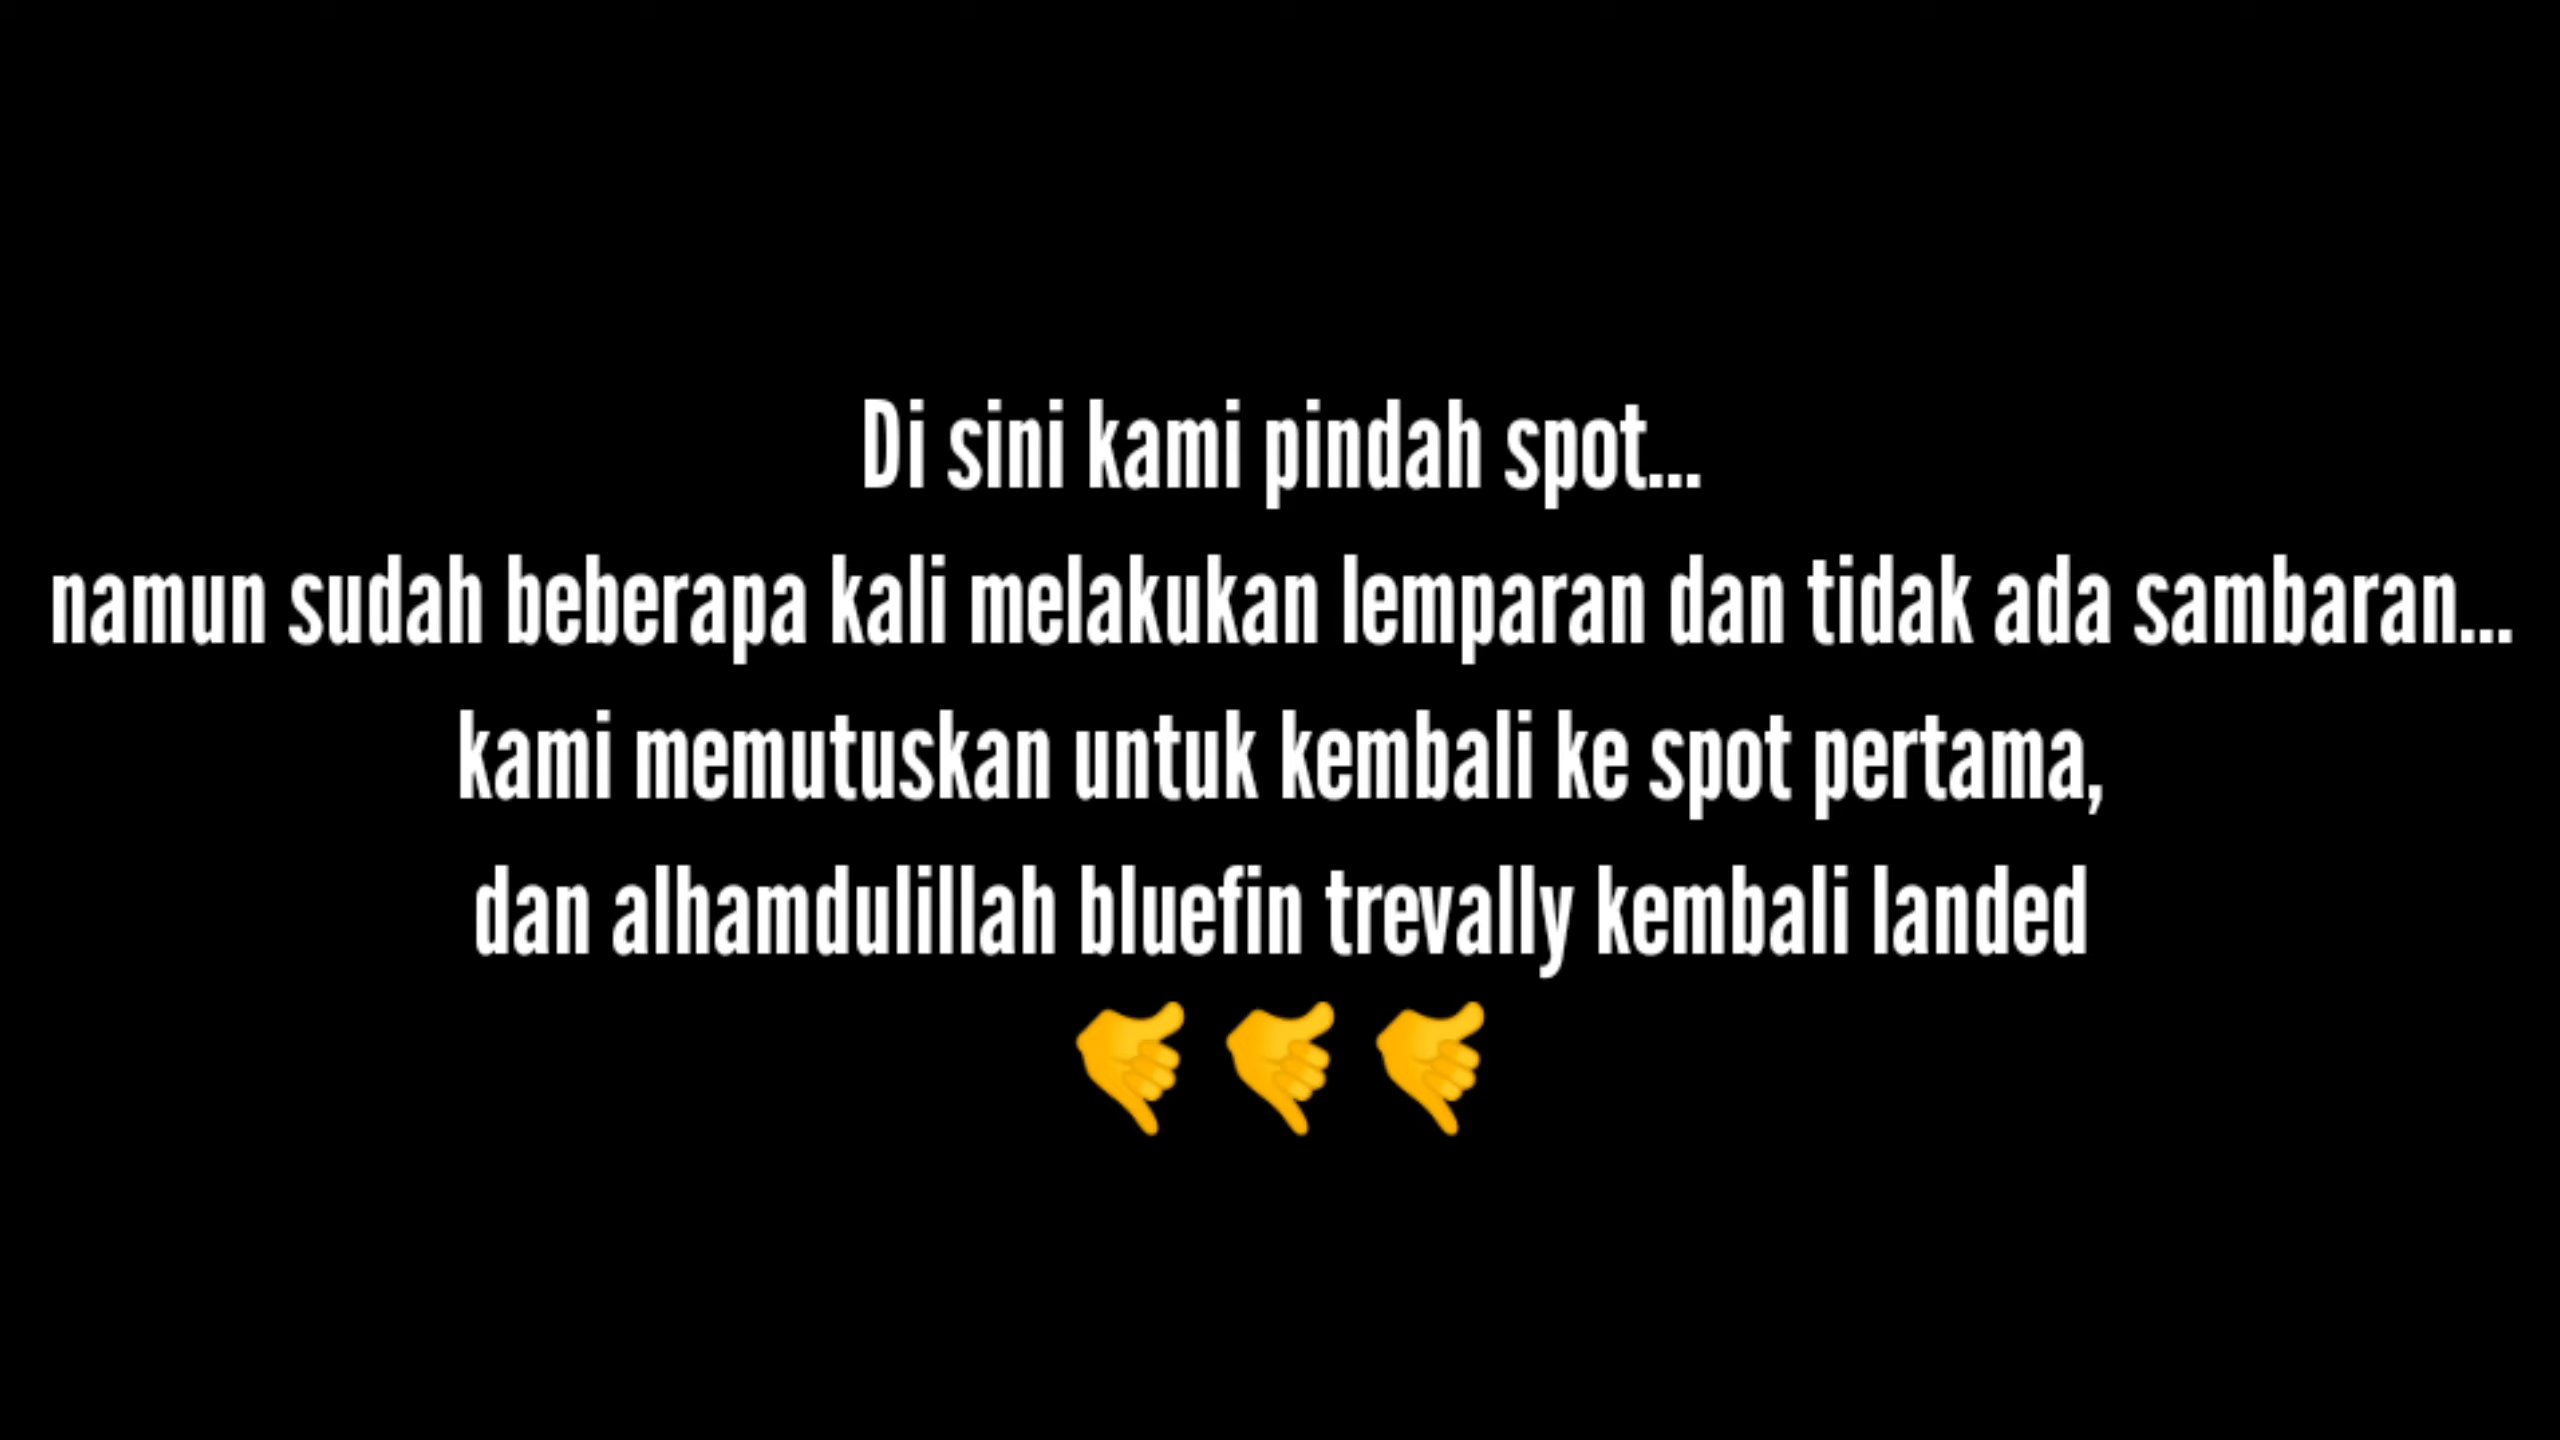 Di sini kami pindah spot...
namun sudah beberapa kali melakukan lemparan dan tidak ada sambaran...
kami memutuskan untuk kembali ke spot pertama,
dan alhamdulillah bluefin trevally kembali landed
🤙🤙🤙